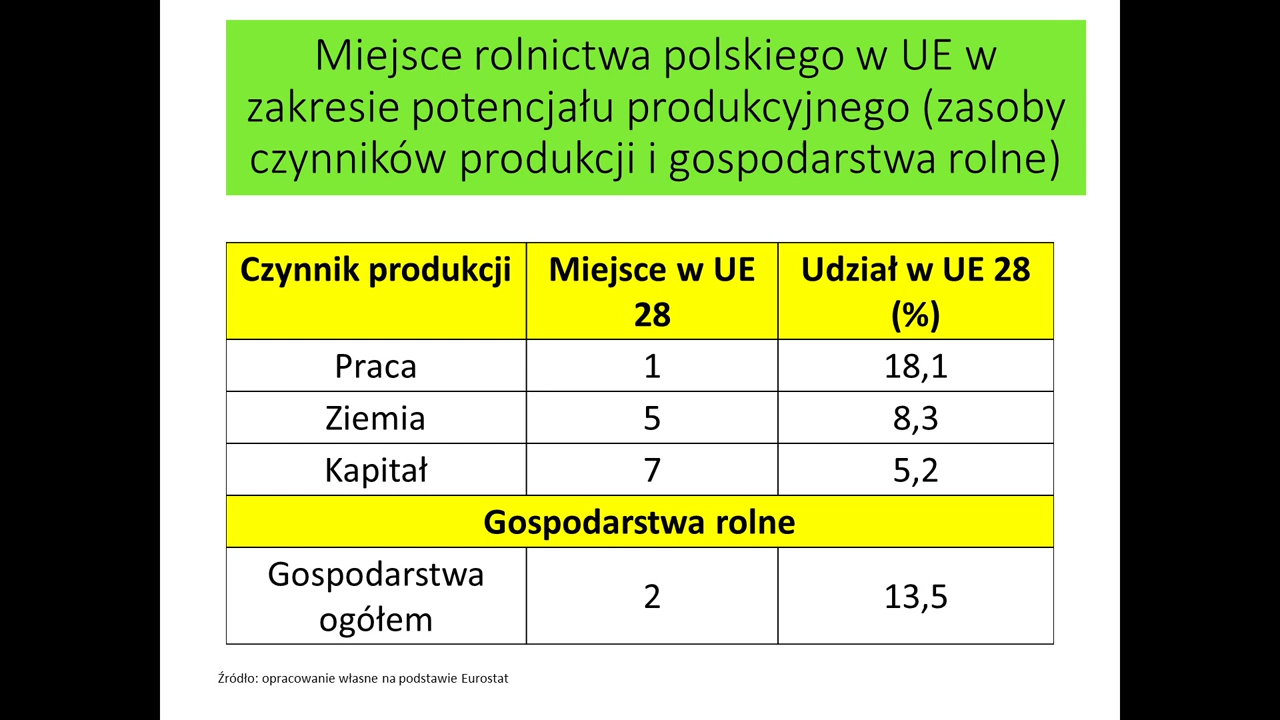 Miejsce rolnictwa polskiego w UE w
zakresie potencjału produkcyjnego (zasoby
czynników produkcji i gospodarstwa rolne)
Czynnik produkcji Miejsce w UE 28 Udział w UE 28 (%)
Praca 1 18,1
Ziemia 5 8,3
Kapitał 7 5,2
Gospodarstwa rolne
Gospodarstwa ogółem 2 13,5
Źródło: opracowanie własne na podstawie Eurostat